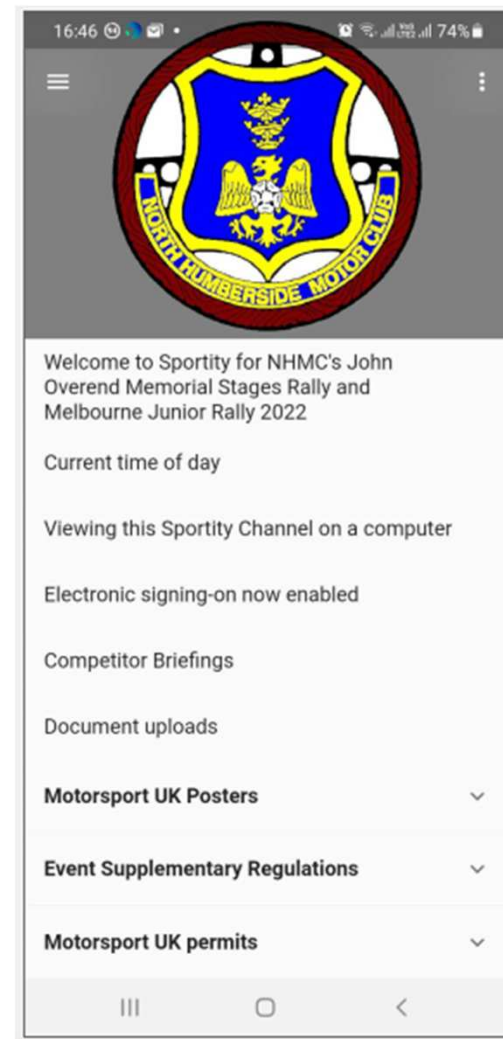 16:46
74%
NORTH HUMBERSIDE MOTOR CLUB
Welcome to Sportity for NHMC's John
Overend Memorial Stages Rally and
Melbourne Junior Rally 2022
Current time of day
Viewing this Sportity Channel on a computer
Electronic signing-on now enabled
Competitor Briefings
Document uploads
Motorsport UK Posters
Event Supplementary Regulations
Motorsport UK permits